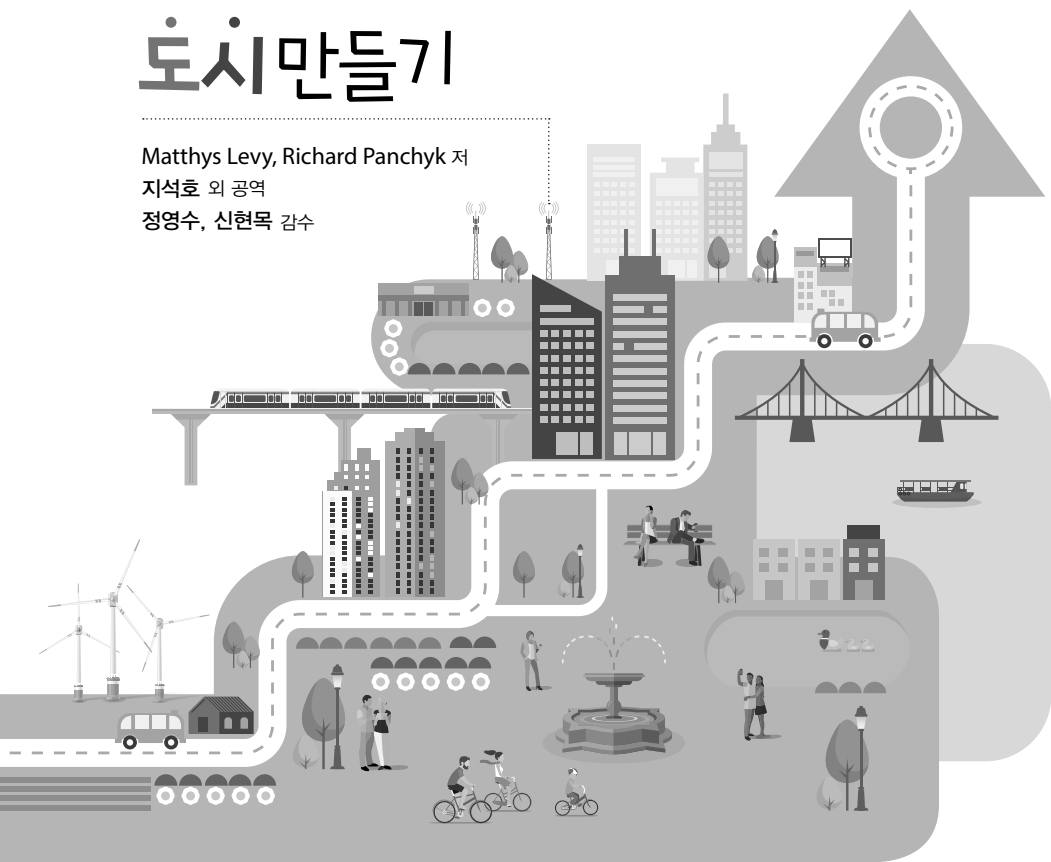 도시만들기
Matthys Levy, Richard Panchyk 저
지석호 외 공역
정영수, 신현목 감수